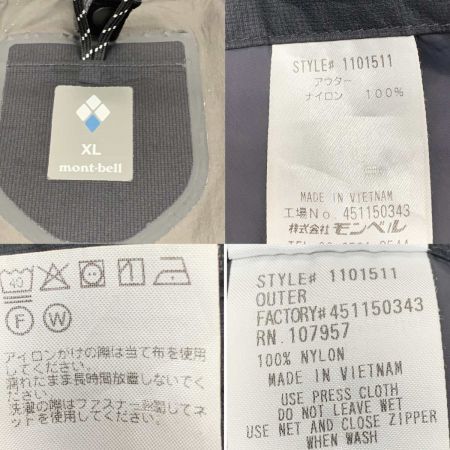 XL
mont-bell
STYLE# 1101511
アウター
ナイロン 100%
MADE IN VIETNAM
工場No. 451150343
株式会社モンベル
40
F W
アイロンがけの際は当て布を使用
してください。
濡れたまま長時間放置しないでく
ださい。
洗濯の際はファスナーを閉じてネ
ットを使用してください。
STYLE# 1101511
OUTER
FACTORY# 451150343
RN. 107957
100% NYLON
MADE IN VIETNAM
USE PRESS CLOTH
DO NOT LEAVE WET
USE NET AND CLOSE ZIPPER
WHEN WASH